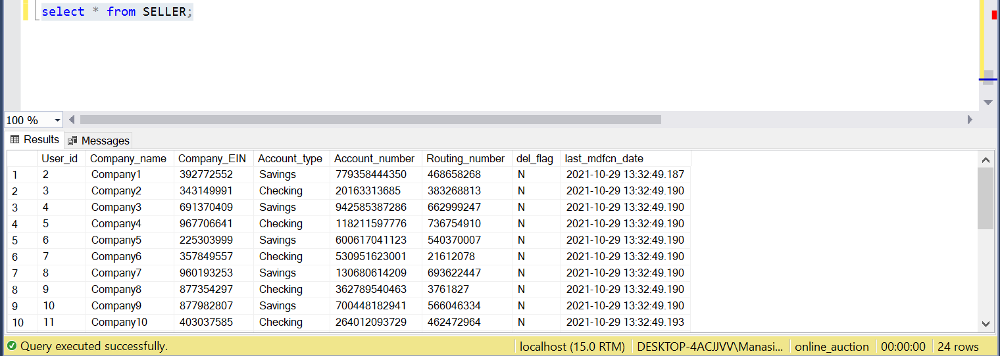 select * from SELLER;
100 %
Results Messages
User_id Company_name Company_EIN Account_type Account_number Routing_number del_flag last_mdfcn_date
1 2 Company1 392772552 Savings 779358444350 468658268 N 2021-10-29 13:32:49.187
2 3 Company2 343149991 Checking 20163313685 383268813 N 2021-10-29 13:32:49.190
3 4 Company3 691370409 Savings 942585387286 662999247 N 2021-10-29 13:32:49.190
4 5 Company4 967706641 Checking 118211597776 736754910 N 2021-10-29 13:32:49.190
5 6 Company5 225303999 Savings 600617041123 540370007 N 2021-10-29 13:32:49.190
6 7 Company6 357849557 Checking 530951623001 21612078 N 2021-10-29 13:32:49.190
7 8 Company7 960193253 Savings 130680614209 693622447 N 2021-10-29 13:32:49.190
8 9 Company8 877354297 Checking 362789540463 3761827 N 2021-10-29 13:32:49.190
9 10 Company9 877982807 Savings 700448182941 566046334 N 2021-10-29 13:32:49.190
10 11 Company10 403037585 Checking 264012093729 462472964 N 2021-10-29 13:32:49.193
Query executed successfully. localhost (15.0 RTM) DESKTOP-4ACJJVV\Manasi... online_auction 00:00:00 24 rows